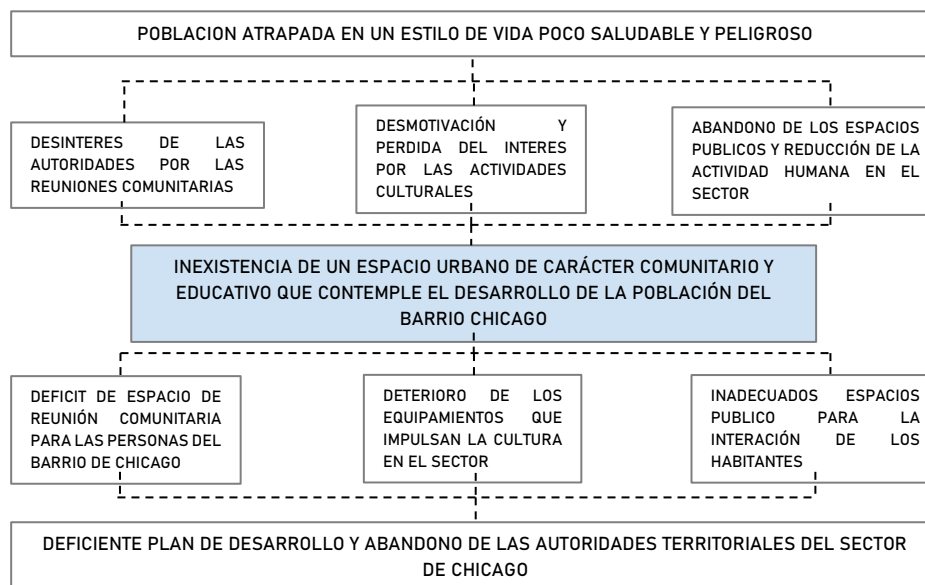 POBLACION ATRAPADA EN UN ESTILO DE VIDA POCO SALUDABLE Y PELIGROSO
DESINTERES DE LAS
AUTORIDADES POR LAS
REUNIONES COMUNITARIAS
DESMOTIVACIÓN Y
PERDIDA DEL INTERES
POR LAS ACTIVIDADES
CULTURALES
ABANDONO DE LOS ESPACIOS
PUBLICOS Y REDUCCIÓN DE LA
ACTIVIDAD HUMANA EN EL
SECTOR
INEXISTENCIA DE UN ESPACIO URBANO DE CARÁCTER COMUNITARIO Y
EDUCATIVO QUE CONTEMPLE EL DESARROLLO DE LA POBLACIÓN DEL
BARRIO CHICAGO
DEFICIT DE ESPACIO DE
REUNIÓN COMUNITARIA
PARA LAS PERSONAS DEL
BARRIO DE CHICAGO
DETERIORO DE LOS
EQUIPAMIENTOS QUE
IMPULSAN LA CULTURA
EN EL SECTOR
INADECUADOS ESPACIOS
PUBLICO PARA LA
INTERACIÓN DE LOS
HABITANTES
DEFICIENTE PLAN DE DESARROLLO Y ABANDONO DE LAS AUTORIDADES TERRITORIALES DEL SECTOR
DE CHICAGO